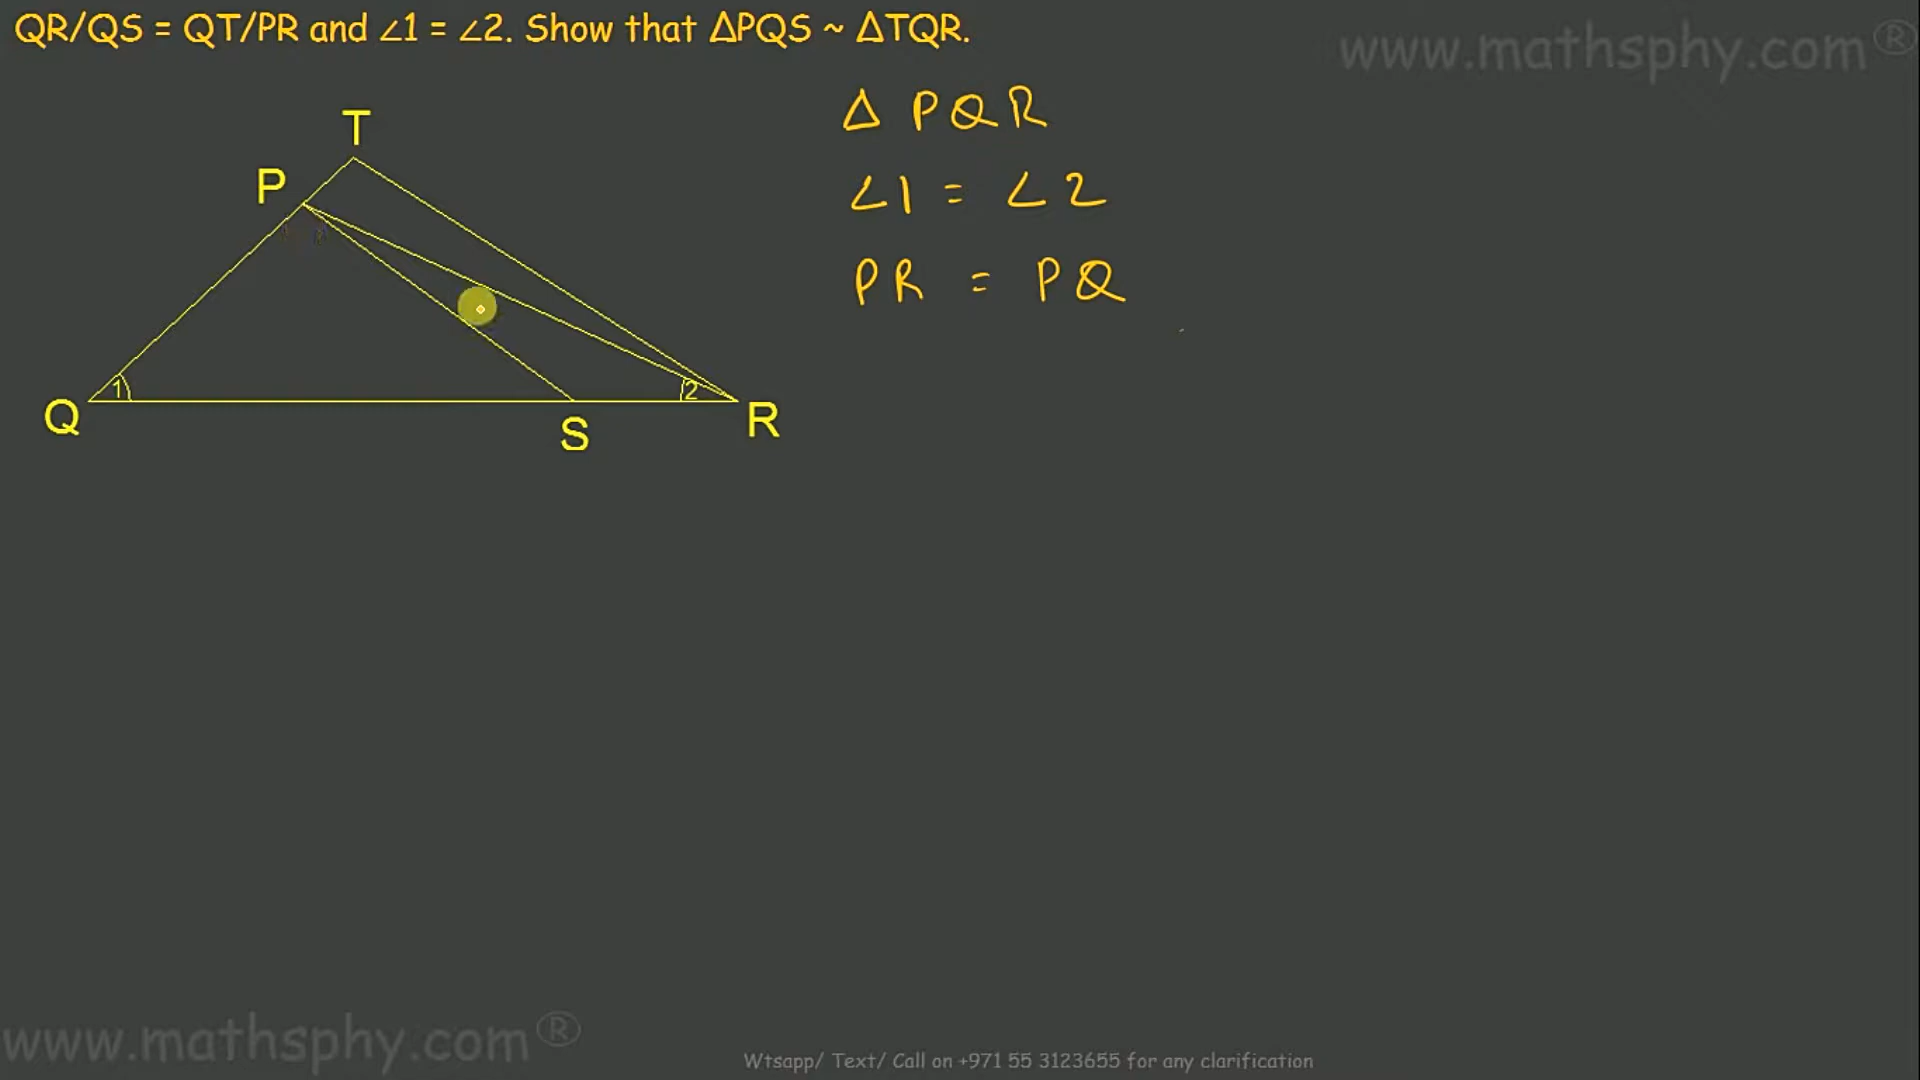 QR/QS = QT/PR and ∠1 = ∠2. Show that ΔPQS ~ ΔTQR.
www.mathsphy.com®
Δ PQR
T
P
∠1 = ∠2
PR = PQ
1
2
Q
S
R
www.mathsphy.com®
Wtsapp/ Text/ Call on +971 55 3123655 for any clarification